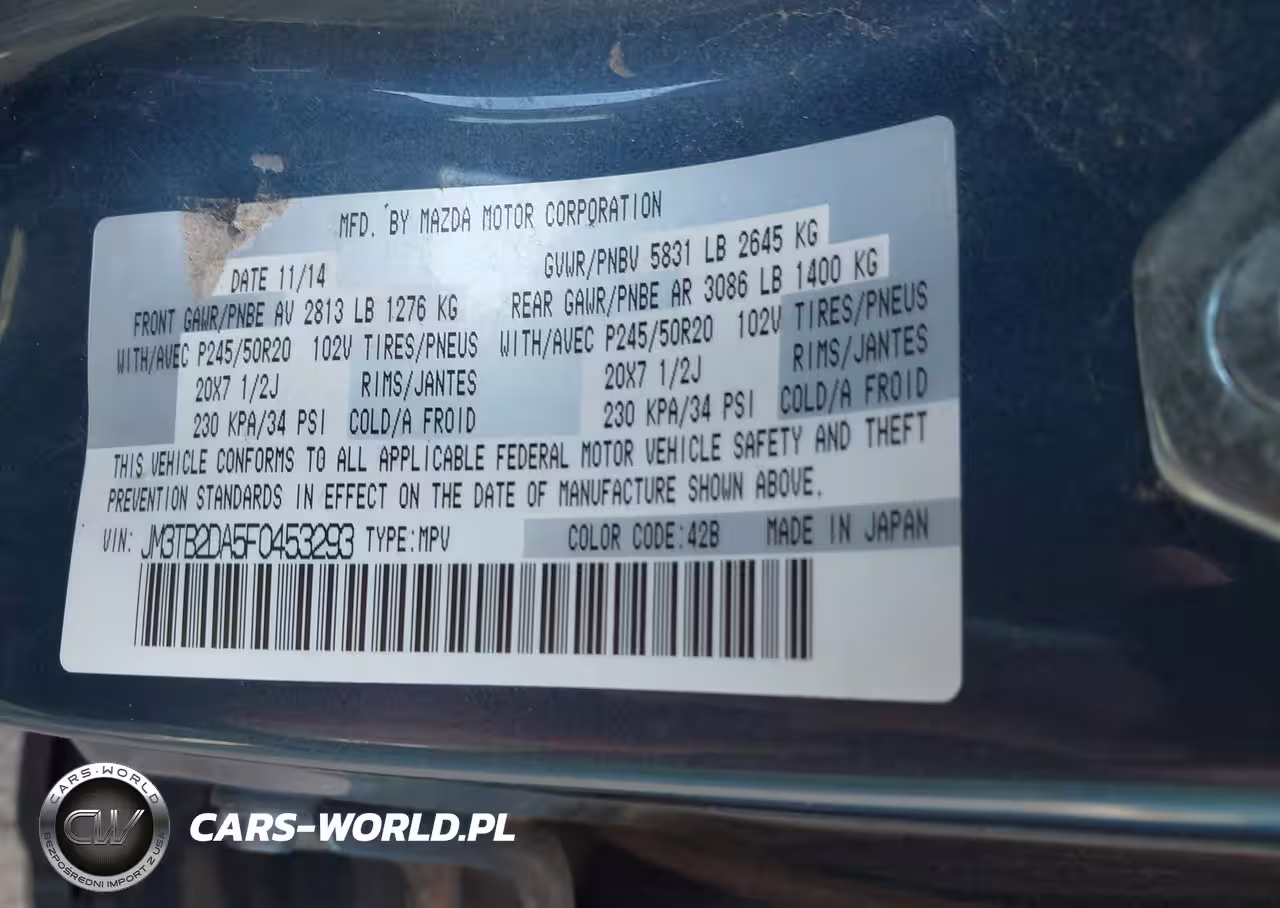 MFD. BY MAZDA MOTOR CORPORATION
DATE 11/14 GVWR/PNBV 5831 LB 2645 KG
FRONT GAWR/PNBE AV 2813 LB 1276 KG REAR GAWR/PNBE AR 3086 LB 1400 KG
WITH/AVEC P245/50R20 102V TIRES/PNEUS WITH/AVEC P245/50R20 102V TIRES/PNEUS
20X7 1/2J RIMS/JANTES 20X7 1/2J RIMS/JANTES
230 KPA/34 PSI COLD/A FROID 230 KPA/34 PSI COLD/A FROID
THIS VEHICLE CONFORMS TO ALL APPLICABLE FEDERAL MOTOR VEHICLE SAFETY AND THEFT
PREVENTION STANDARDS IN EFFECT ON THE DATE OF MANUFACTURE SHOWN ABOVE.
VIN: JM3TB2DA5F0453293 TYPE:MPV COLOR CODE:42B MADE IN JAPAN
CARS-WORLD
CW
BEZPOŚREDNI IMPORT Z USA
CARS-WORLD.PL